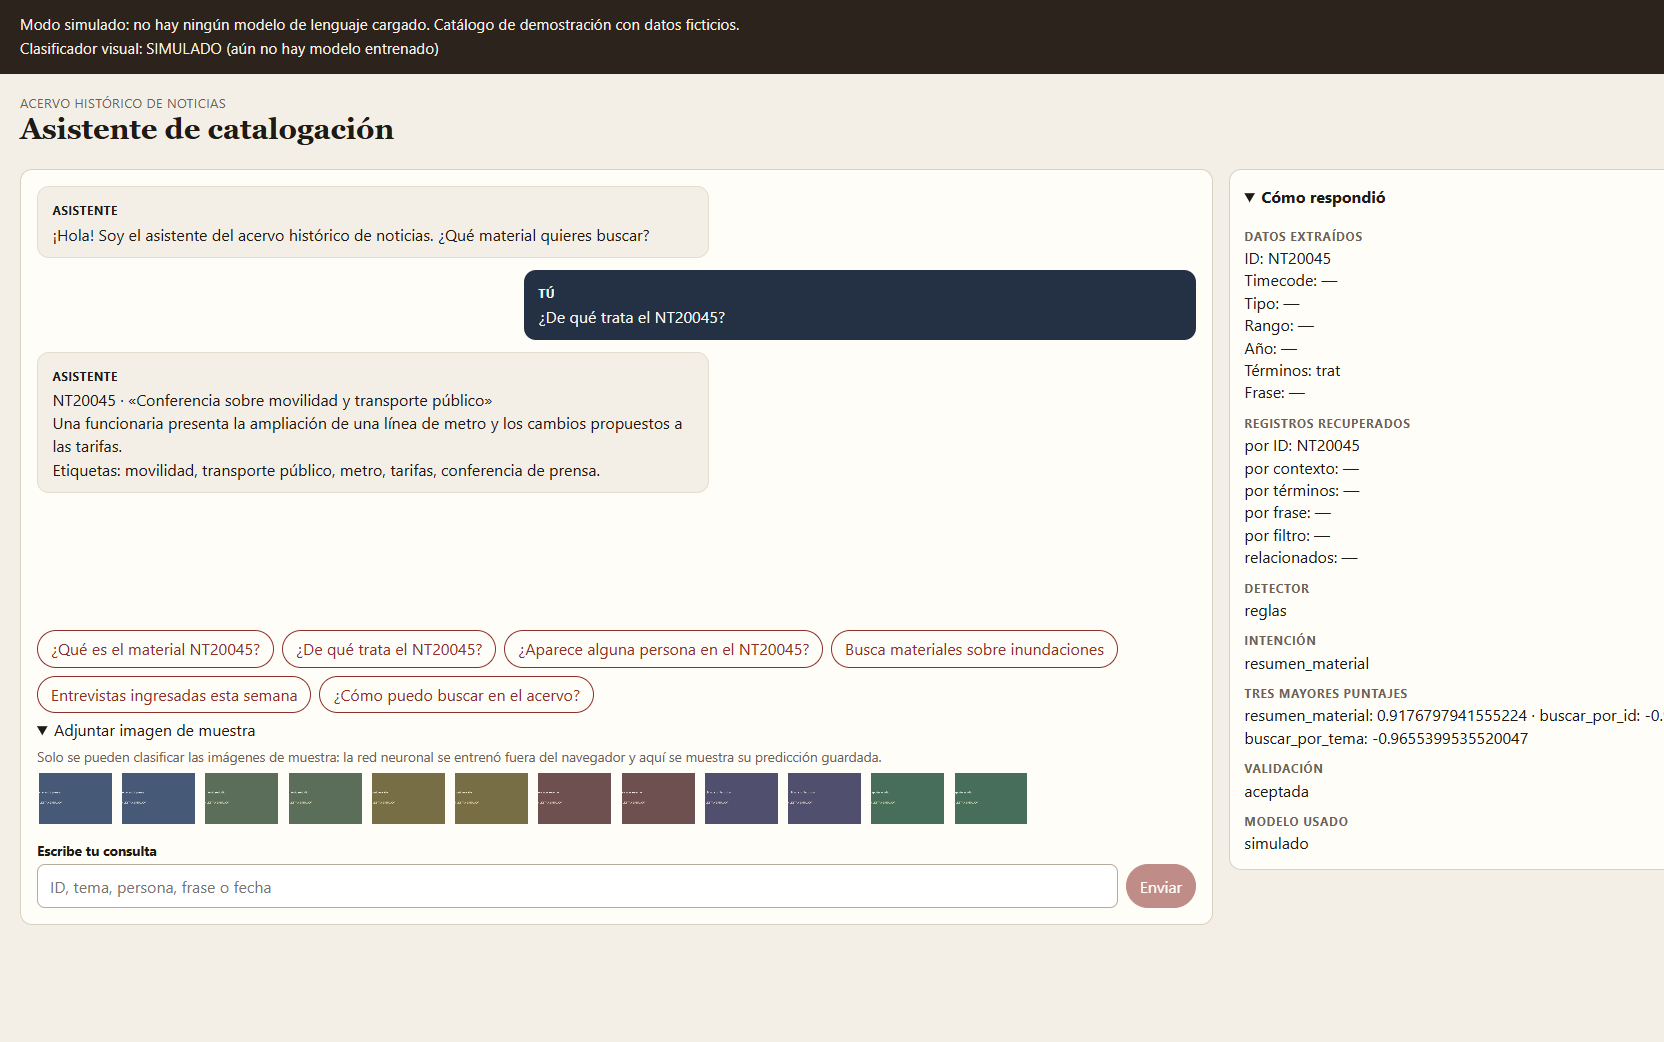 Modo simulado: no hay ningún modelo de lenguaje cargado. Catálogo de demostración con datos ficticios.
Clasificador visual: SIMULADO (aún no hay modelo entrenado)
ACERVO HISTÓRICO DE NOTICIAS
Asistente de catalogación
ASISTENTE
¡Hola! Soy el asistente del acervo histórico de noticias. ¿Qué material quieres buscar?
TÚ
¿De qué trata el NT20045?
ASISTENTE
NT20045 · «Conferencia sobre movilidad y transporte público»
Una funcionaria presenta la ampliación de una línea de metro y los cambios propuestos a
las tarifas.
Etiquetas: movilidad, transporte público, metro, tarifas, conferencia de prensa.
¿Qué es el material NT20045?
¿De qué trata el NT20045?
¿Aparece alguna persona en el NT20045?
Busca materiales sobre inundaciones
Entrevistas ingresadas esta semana
¿Cómo puedo buscar en el acervo?
▼ Adjuntar imagen de muestra
Solo se pueden clasificar las imágenes de muestra: la red neuronal se entrenó fuera del navegador y aquí se muestra su predicción guardada.
Escribe tu consulta
ID, tema, persona, frase o fecha
Enviar
▼ Cómo respondió
DATOS EXTRAÍDOS
ID: NT20045
Timecode: —
Tipo: —
Rango: —
Año: —
Términos: trat
Frase: —
REGISTROS RECUPERADOS
por ID: NT20045
por contexto: —
por términos: —
por frase: —
por filtro: —
relacionados: —
DETECTOR
reglas
INTENCIÓN
resumen_material
TRES MAYORES PUNTAJES
resumen_material: 0.9176797941555224 · buscar_por_id: -0.
buscar_por_tema: -0.9655399535520047
VALIDACIÓN
aceptada
MODELO USADO
simulado